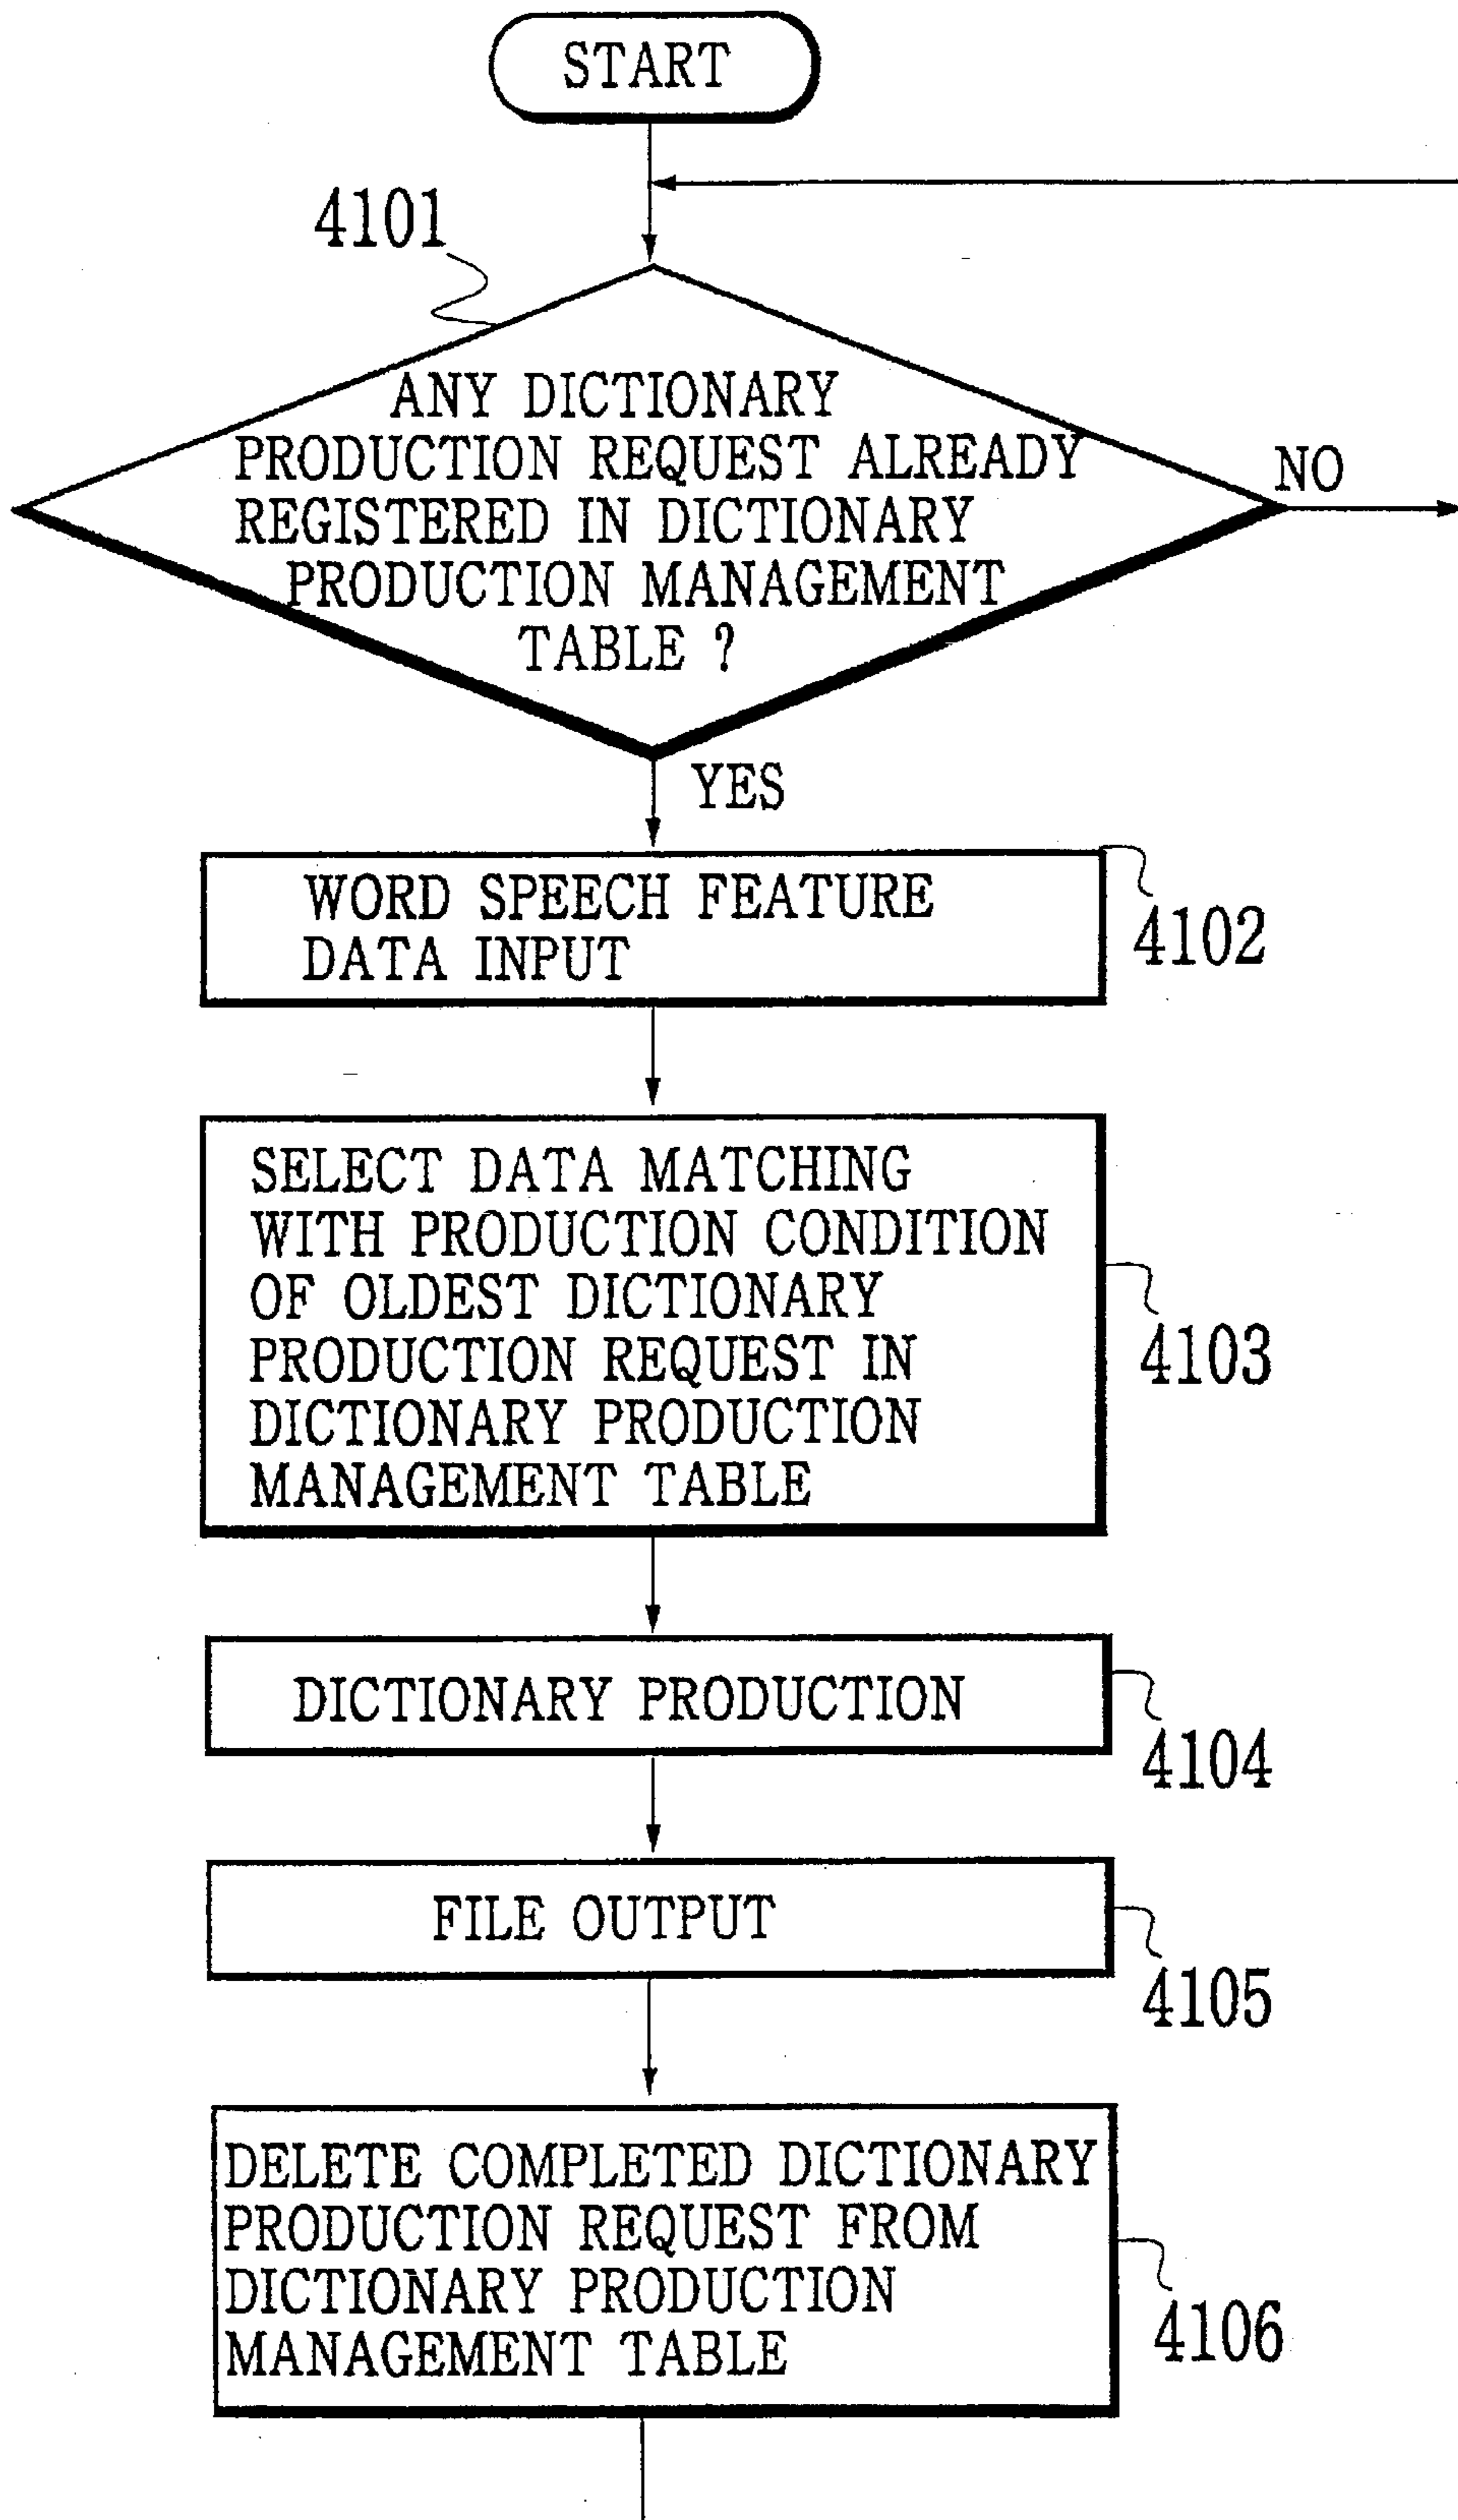 START
4101
ANY DICTIONARY
PRODUCTION REQUEST ALREADY
REGISTERED IN DICTIONARY
PRODUCTION MANAGEMENT
TABLE ?
NO
YES
WORD SPEECH FEATURE
DATA INPUT
4102
SELECT DATA MATCHING
WITH PRODUCTION CONDITION
OF OLDEST DICTIONARY
PRODUCTION REQUEST IN
DICTIONARY PRODUCTION
MANAGEMENT TABLE
4103
DICTIONARY PRODUCTION
4104
FILE OUTPUT
4105
DELETE COMPLETED DICTIONARY
PRODUCTION REQUEST FROM
DICTIONARY PRODUCTION
MANAGEMENT TABLE
4106